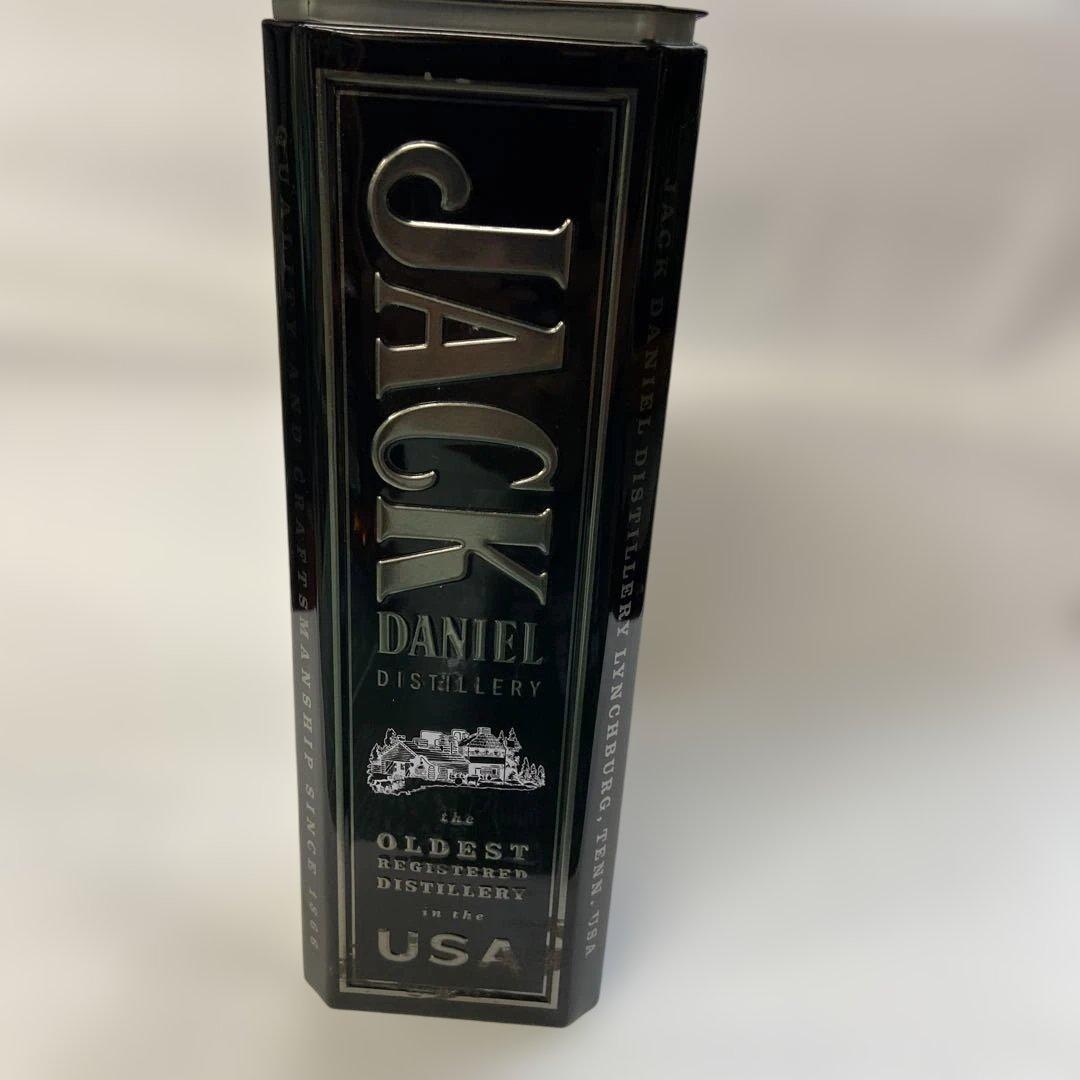 QUALITY AND CRAFTSMANSHIP SINCE 1866
JACK
DANIEL
DISTILLERY
the
OLDEST
REGISTERED
DISTILLERY
in the
USA
JACK DANIEL DISTILLERY LYNCHBURG, TENN. USA